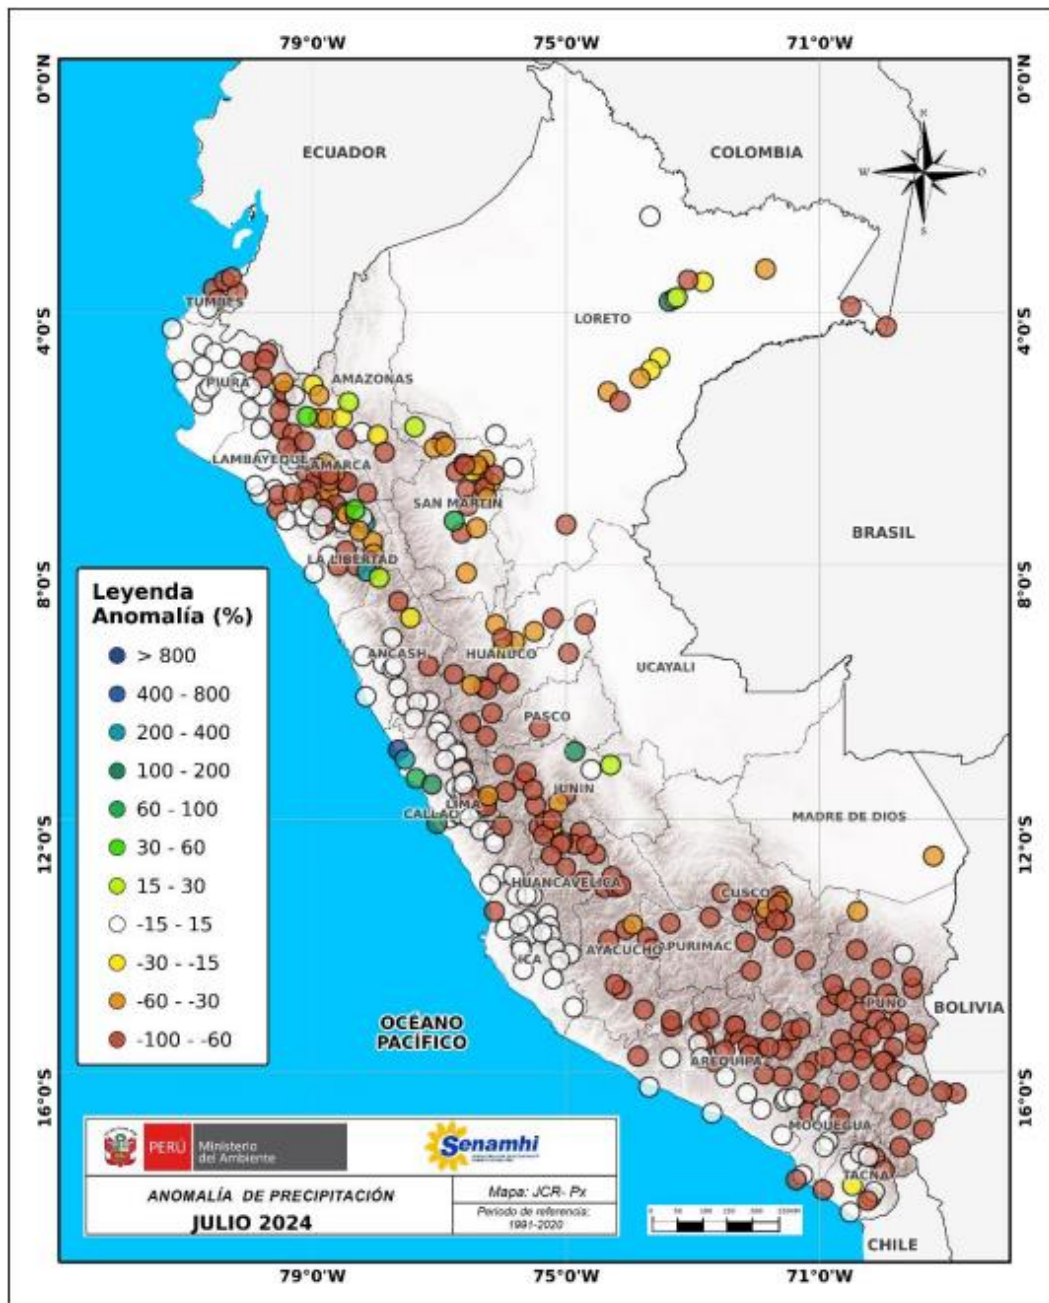 79°0'W 75°0'W 71°0'W
0°0'N
0°0'N
ECUADOR
COLOMBIA
N
W
O
S
TUMBES
LORETO
4°0'S
4°0'S
PIURA
AMAZONAS
LAMBAYEQUE
CAJAMARCA
SAN MARTIN
BRASIL
LA LIBERTAD
8°0'S
8°0'S
Leyenda
Anomalía (%)
> 800
400 - 800
200 - 400
100 - 200
60 - 100
30 - 60
15 - 30
-15 - 15
-30 - -15
-60 - -30
-100 - -60
ANCASH
HUANUCO
UCAYALI
PASCO
JUNIN
LIMA
CALLAO
MADRE DE DIOS
12°0'S
12°0'S
HUANCAVELICA
CUSCO
AYACUCHO
APURIMAC
ICA
PUNO
BOLIVIA
OCÉANO
PACÍFICO
AREQUIPA
16°0'S
16°0'S
MOQUEGUA
TACNA
CHILE
PERÚ
Ministerio
del Ambiente
Senamhi
ANOMALÍA DE PRECIPITACIÓN
JULIO 2024
Mapa: JCR- Px
Periodo de referencia:
1991-2020
79°0'W 75°0'W 71°0'W